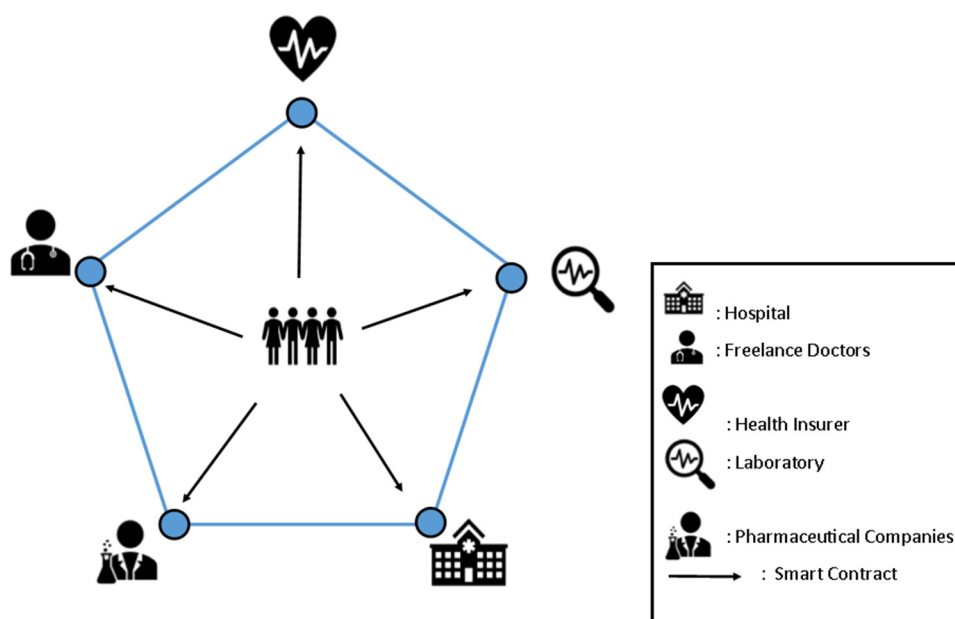 : Hospital
: Freelance Doctors
: Health Insurer
: Laboratory
: Pharmaceutical Companies
: Smart Contract